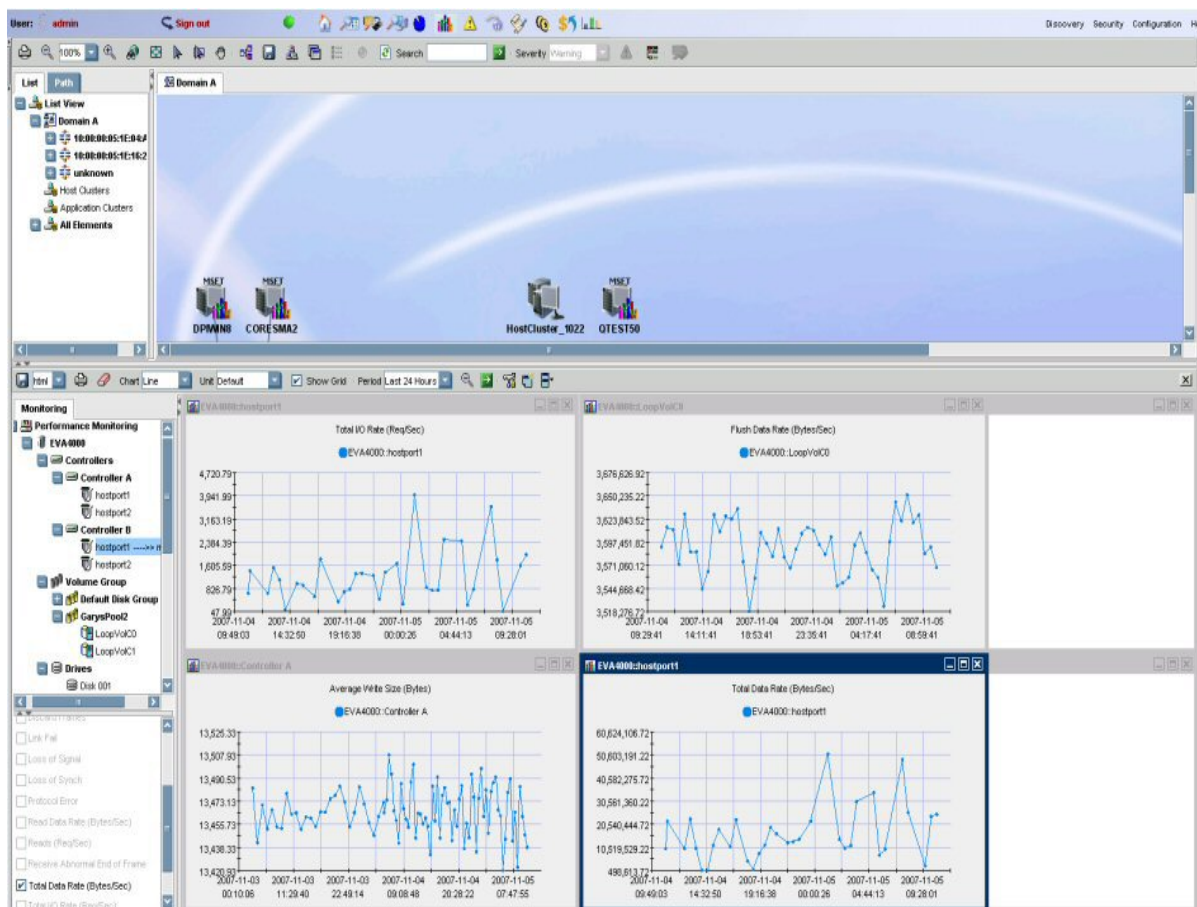 User: admin Sign out Discovery Security Configuration H
100% Search Severity Warning
List Path Domain A
List View
Domain A
10:00:00:05:1E:04:A
10:00:00:05:1E:16:2
unknown
Host Clusters
Application Clusters
All Elements
MSET MSET MSET
DPIWIN8 CORESMA2 HostCluster_1022 QTEST50
html Chart Line Unit Default Show Grid Period Last 24 Hours
Monitoring
Performance Monitoring
EVA4000
Controllers
Controller A
hostport1
hostport2
Controller B
hostport1 ---->> n
hostport2
Volume Group
Default Disk Group
GarysPool2
LoopVolC0
LoopVolC1
Drives
Disk 001
Discard Frames
Link Fail
Loss of Signal
Loss of Synch
Protocol Error
Read Data Rate (Bytes/Sec)
Reads (Req/Sec)
Receive Abnormal End of Frame
Total Data Rate (Bytes/Sec)
Total I/O Rate (Req/Sec)
EVA4000::hostport1
Total I/O Rate (Req/Sec)
EVA4000::hostport1
4,720.79
3,941.99
3,163.19
2,384.39
1,605.59
826.79
47.99
2007-11-04 2007-11-04 2007-11-04 2007-11-05 2007-11-05 2007-11-05
09:49:03 14:32:50 19:16:38 00:00:26 04:44:13 09:28:01
EVA4000::LoopVolC0
Flush Data Rate (Bytes/Sec)
EVA4000::LoopVolC0
3,676,626.92
3,650,235.22
3,623,843.52
3,597,451.82
3,571,060.12
3,544,668.42
3,518,276.72
2007-11-04 2007-11-04 2007-11-04 2007-11-04 2007-11-05 2007-11-05
09:29:41 14:11:41 18:53:41 23:35:41 04:17:41 08:59:41
EVA4000::Controller A
Average Write Size (Bytes)
EVA4000::Controller A
13,525.33
13,507.93
13,490.53
13,473.13
13,455.73
13,438.33
13,420.93
2007-11-03 2007-11-03 2007-11-03 2007-11-04 2007-11-04 2007-11-05
00:10:06 11:29:40 22:49:14 09:08:48 20:28:22 07:47:55
EVA4000::hostport1
Total Data Rate (Bytes/Sec)
EVA4000::hostport1
60,624,106.72
50,603,191.22
40,582,275.72
30,561,360.22
20,540,444.72
10,519,529.22
498,613.72
2007-11-04 2007-11-04 2007-11-04 2007-11-05 2007-11-05 2007-11-05
09:49:03 14:32:50 19:16:38 00:00:26 04:44:13 09:28:01